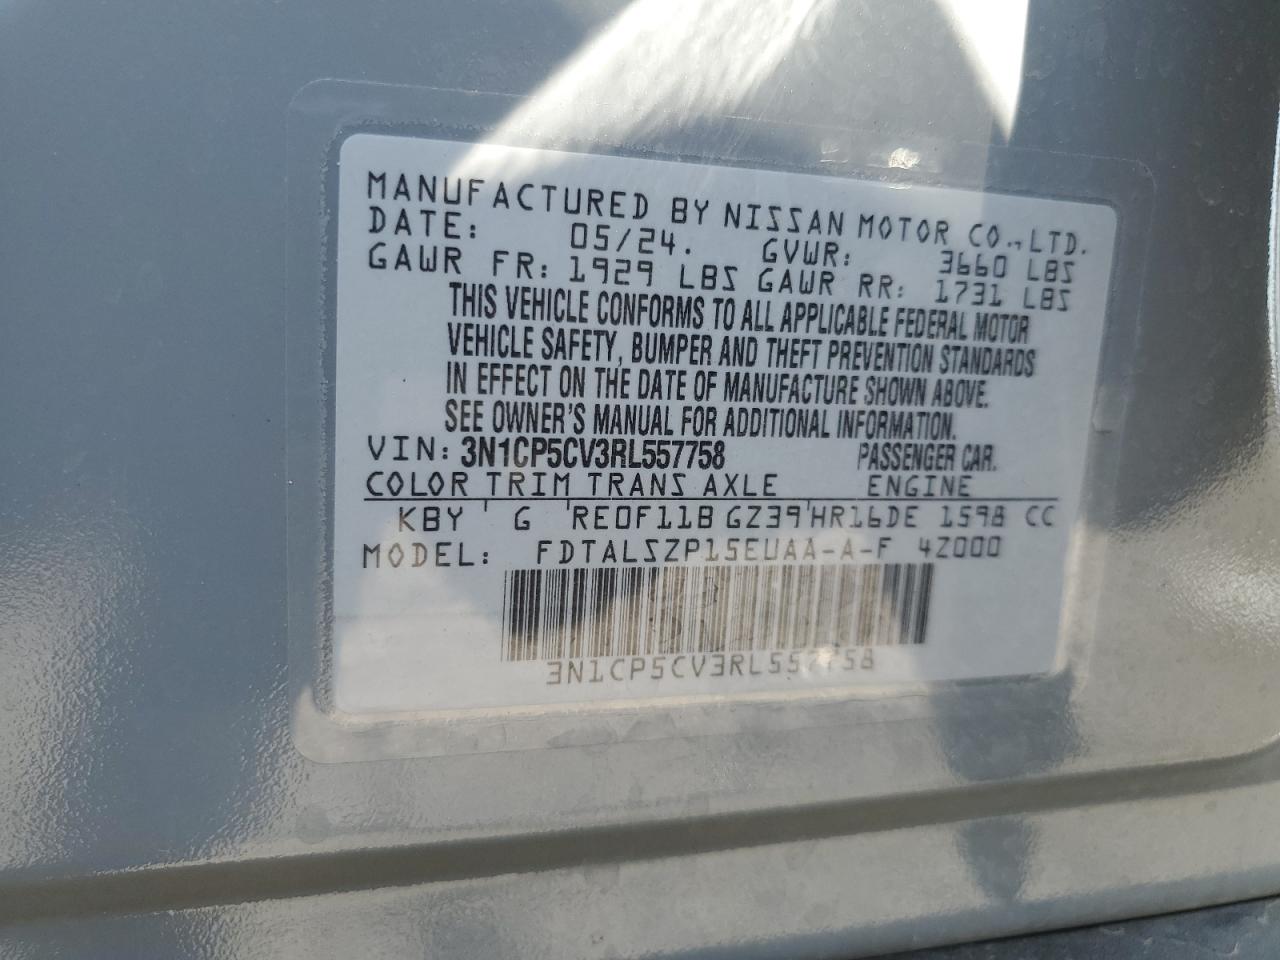 MANUFACTURED BY NISSAN MOTOR CO., LTD.
DATE: 05/24. GVWR: 3660 LBS
GAWR FR: 1929 LBS GAWR RR: 1731 LBS
THIS VEHICLE CONFORMS TO ALL APPLICABLE FEDERAL MOTOR
VEHICLE SAFETY, BUMPER AND THEFT PREVENTION STANDARDS
IN EFFECT ON THE DATE OF MANUFACTURE SHOWN ABOVE.
SEE OWNER'S MANUAL FOR ADDITIONAL INFORMATION.
VIN: 3N1CP5CV3RL557758 PASSENGER CAR.
COLOR TRIM TRANS AXLE ENGINE
KBY ' G ' RE0F11B GZ39 ' HR16DE 1598 CC
MODEL: FDTALSZP15EUAA-A-F 4Z000
3N1CP5CV3RL557758